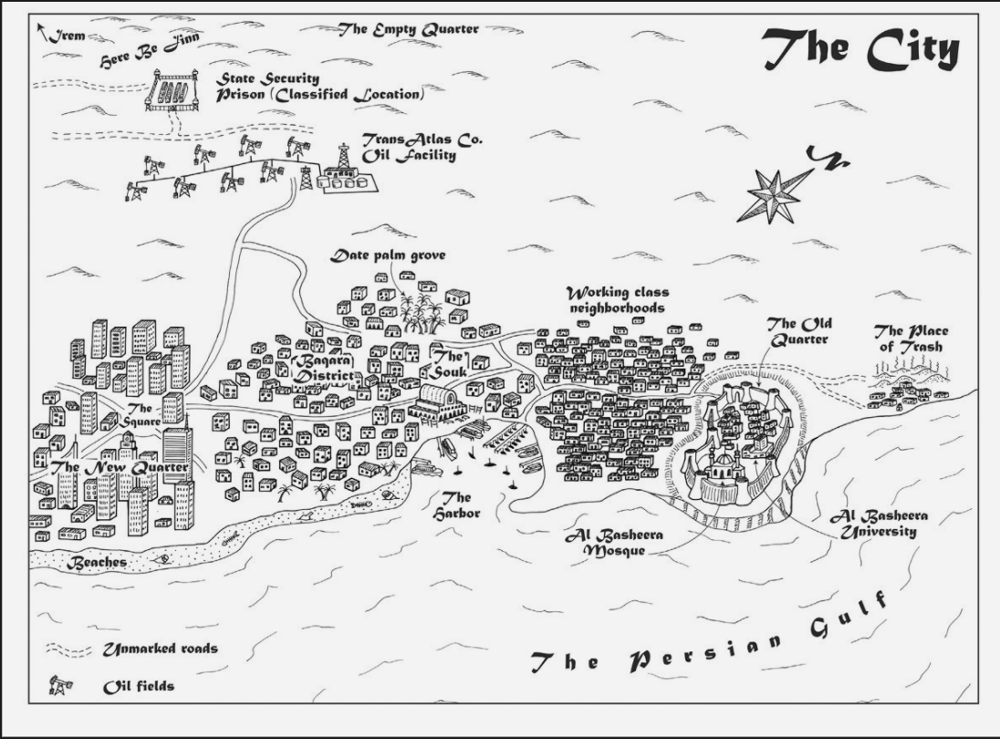 The City
Irem
Here Be Jinn
The Empty Quarter
State Security
Prison (Classified Location)
TransAtlas Co.
Oil Facility
N
Date palm grove
Working class
neighborhoods
The Old
Quarter
The Place
of Trash
Baqara
District
The
Souk
The
Square
The New Quarter
The
Harbor
Al Basheera
Mosque
Al Basheera
University
Beaches
The Persian Gulf
Unmarked roads
Oil fields